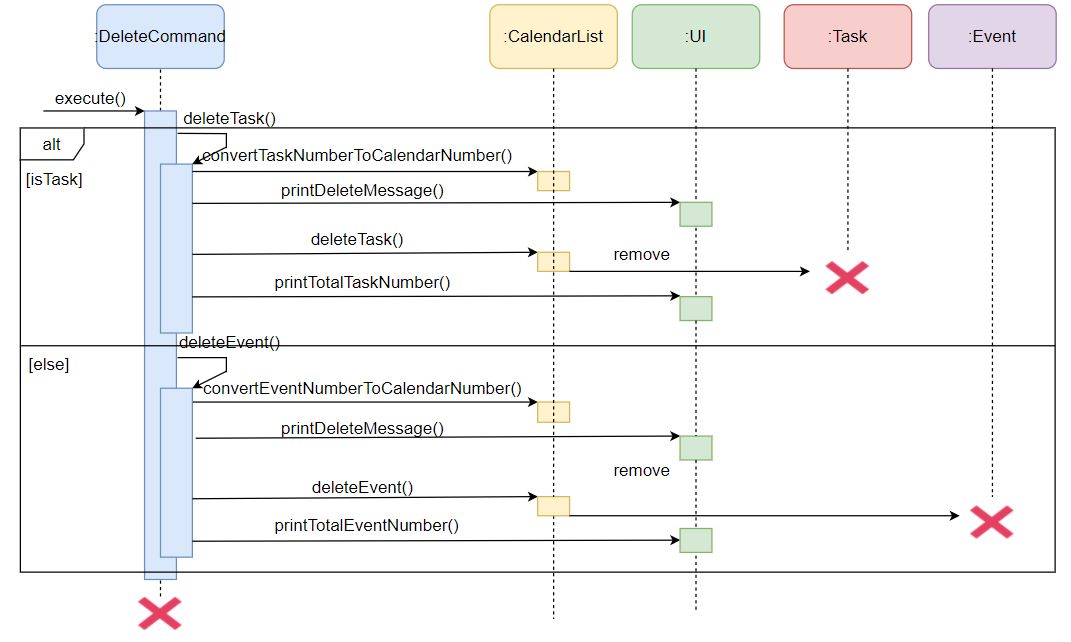 :DeleteCommand
:CalendarList
:UI
:Task
:Event
execute()
deleteTask()
alt
convertTaskNumberToCalendarNumber()
[isTask]
printDeleteMessage()
deleteTask()
remove
printTotalTaskNumber()
deleteEvent()
[else]
convertEventNumberToCalendarNumber()
printDeleteMessage()
remove
deleteEvent()
printTotalEventNumber()